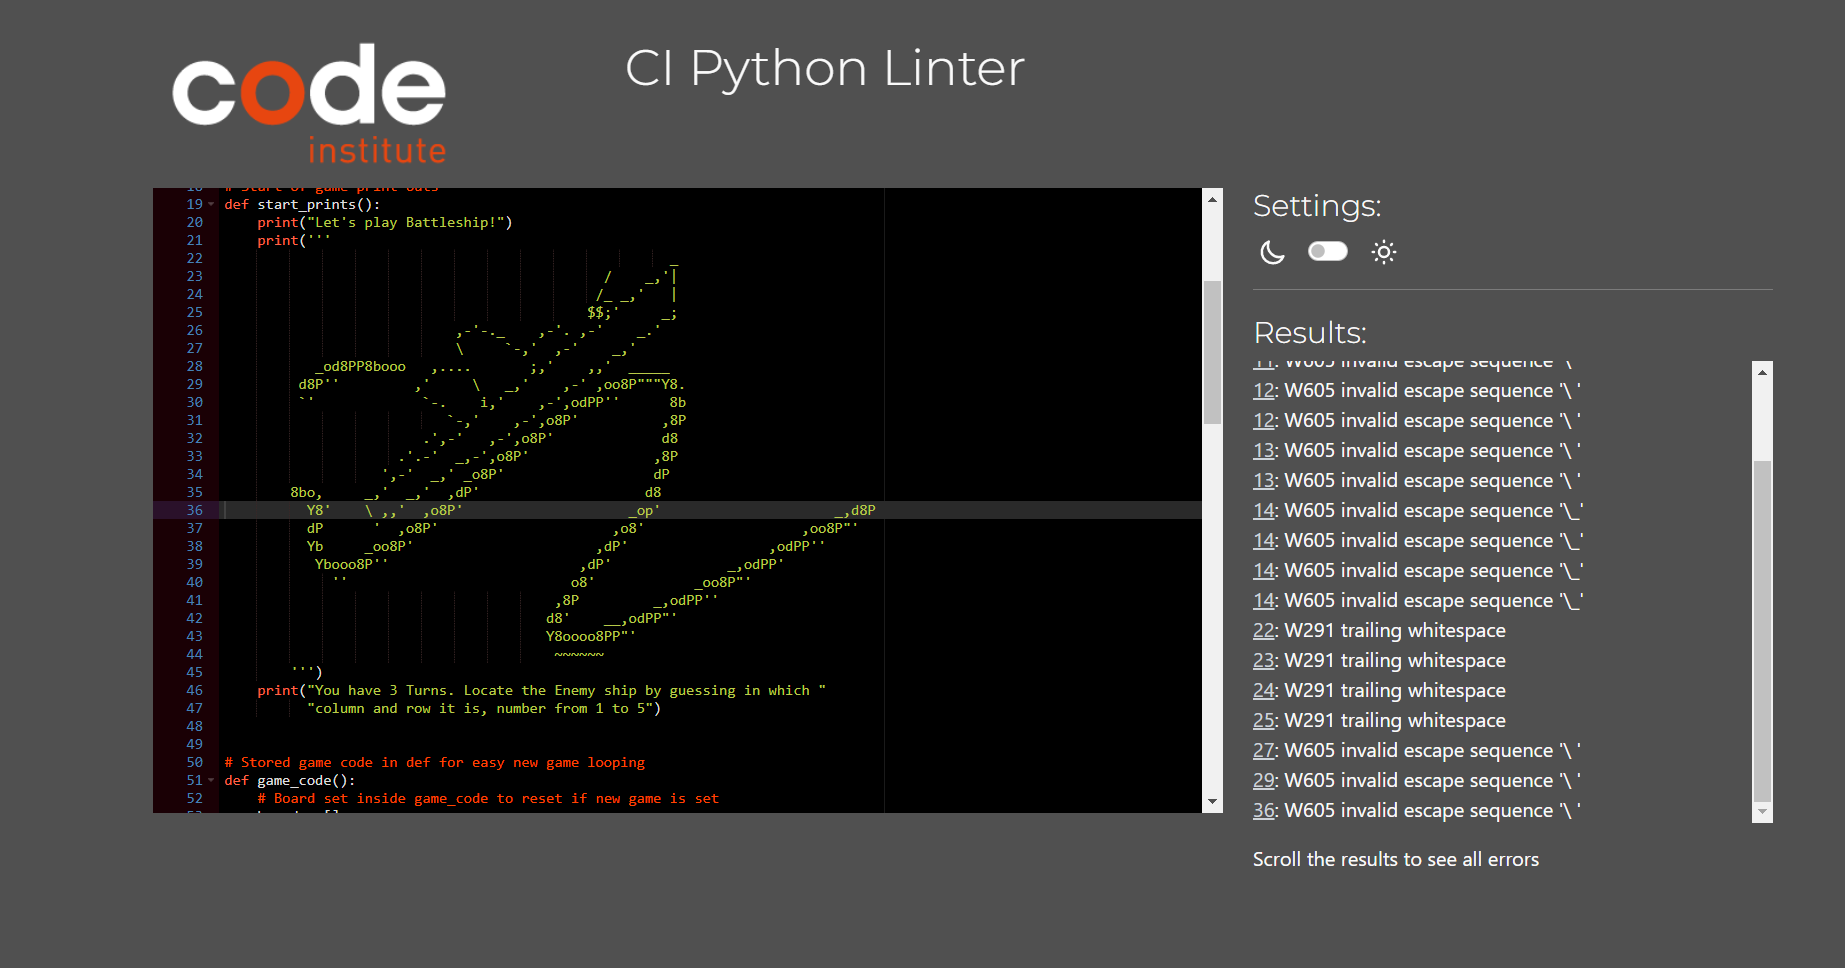 code
institute
CI Python Linter
19 def start_prints():
20 print("Let's play Battleship!")
21 print('''
22 _
23 / _,'|
24 /_ _,' |
25 $$;' _;
26 ,-'-._ ,-'. ,-' _.'
27 \ `-,' ,-' _,'
28 _od8PP8booo ,.... ;,' ,,' _____
29 d8P'' ,' \ _,' ,-' ,oo8P"""Y8.
30 `' `-. i,' ,-',odPP'' 8b
31 `-,' ,-',o8P' ,8P
32 .',-' ,-',o8P' d8
33 .'.-' _,-',o8P' ,8P
34 ',-' _,' _o8P' dP
35 8bo, _,' _,' ,dP' d8
36 Y8' \ ,,' ,o8P' _op' _,d8P
37 dP ' ,o8P' ,o8' ,oo8P"'
38 Yb _oo8P' ,dP' ,odPP''
39 Ybooo8P'' ,dP' _,odPP'
40 '' o8' _oo8P"'
41 ,8P _,odPP''
42 d8' __,odPP"'
43 Y8oooo8PP"'
44 ~~~~~~
45 ''')
46 print("You have 3 Turns. Locate the Enemy ship by guessing in which "
47 "column and row it is, number from 1 to 5")
48
49
50 # Stored game code in def for easy new game looping
51 def game_code():
52 # Board set inside game_code to reset if new game is set
Settings:
Results:
11: W605 invalid escape sequence '\
12: W605 invalid escape sequence '\ '
12: W605 invalid escape sequence '\ '
13: W605 invalid escape sequence '\ '
13: W605 invalid escape sequence '\ '
14: W605 invalid escape sequence '\_'
14: W605 invalid escape sequence '\_'
14: W605 invalid escape sequence '\_'
14: W605 invalid escape sequence '\_'
22: W291 trailing whitespace
23: W291 trailing whitespace
24: W291 trailing whitespace
25: W291 trailing whitespace
27: W605 invalid escape sequence '\ '
29: W605 invalid escape sequence '\ '
36: W605 invalid escape sequence '\ '
Scroll the results to see all errors